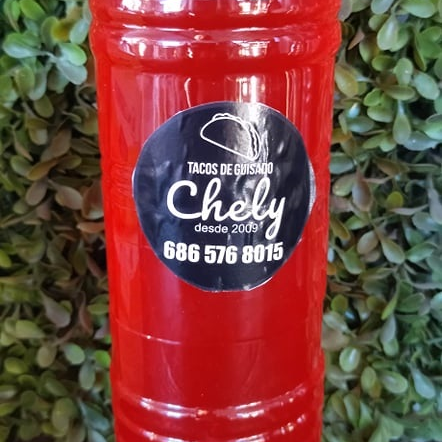 TACOS DE GUISADO
Chely
desde 2009
686 576 8015